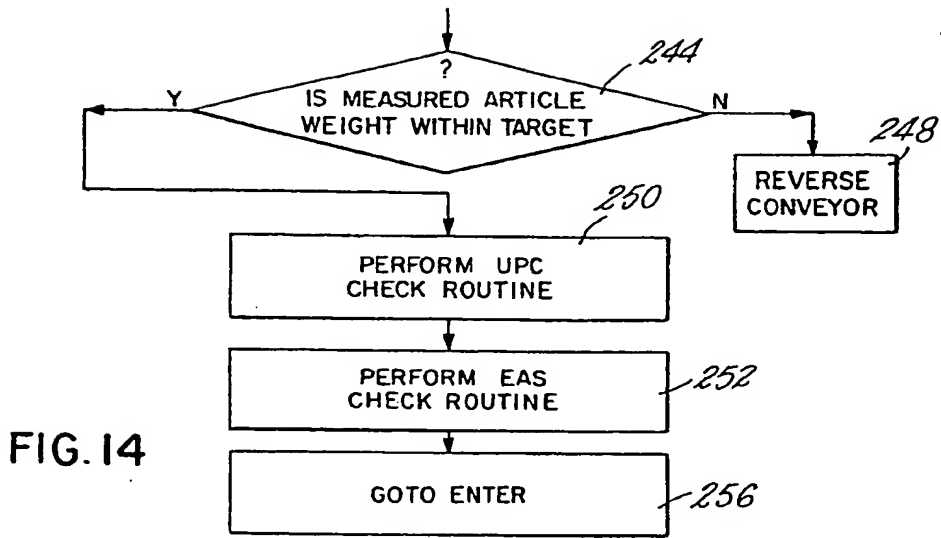 ?
244
IS MEASURED ARTICLE
WEIGHT WITHIN TARGET
Y
N
248
REVERSE
CONVEYOR
250
PERFORM UPC
CHECK ROUTINE
PERFORM EAS
CHECK ROUTINE
252
FIG. 14
GOTO ENTER
256